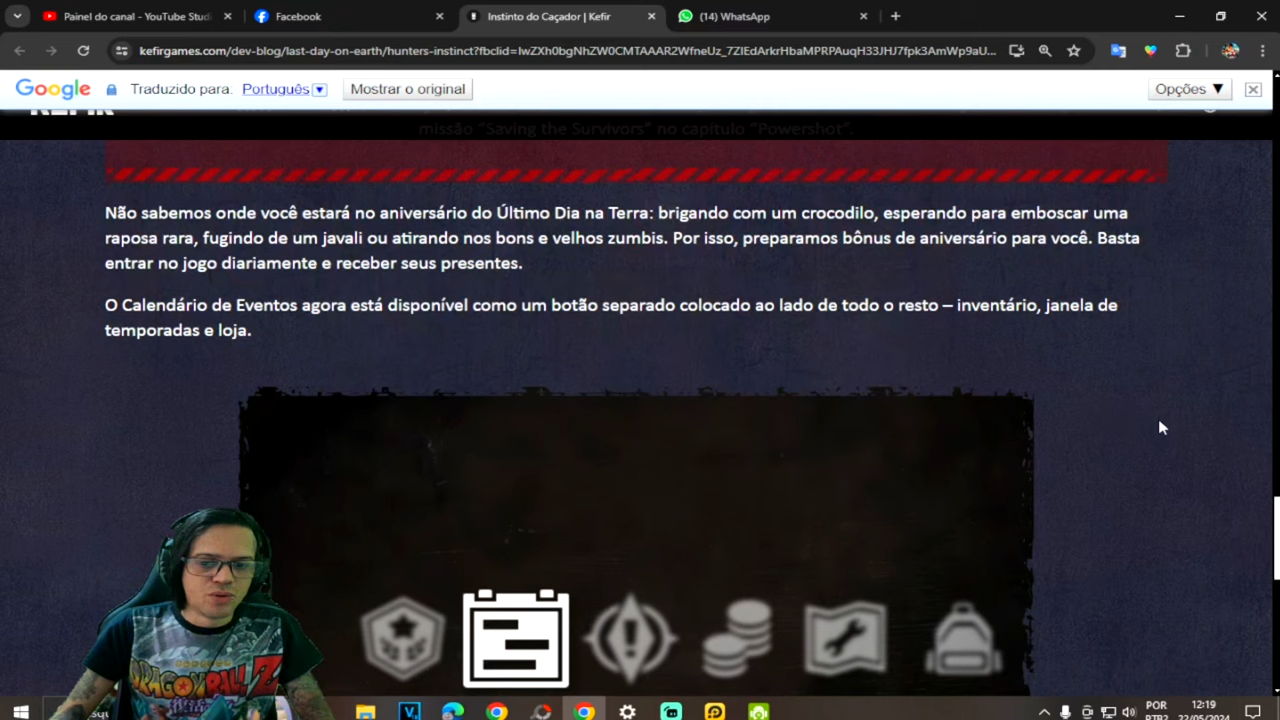 Painel do canal - YouTube Studi
Facebook
Instinto do Caçador | Kefir
(14) WhatsApp
kefirgames.com/dev-blog/last-day-on-earth/hunters-instinct?fbclid=IwZXh0bgNhZW0CMTAAAR2WfneUz_7ZIEdArkrHbaMPRPAuqH33JHJ7fpk3AmWp9aU...
Google
Traduzido para: Português
Mostrar o original
Opções ▼
missão “Saving the Survivors” no capítulo “Powershot”.
Não sabemos onde você estará no aniversário do Último Dia na Terra: brigando com um crocodilo, esperando para emboscar uma
raposa rara, fugindo de um javali ou atirando nos bons e velhos zumbis. Por isso, preparamos bônus de aniversário para você. Basta
entrar no jogo diariamente e receber seus presentes.
O Calendário de Eventos agora está disponível como um botão separado colocado ao lado de todo o resto – inventário, janela de
temporadas e loja.
DRAGON BALL Z
POR
PTB2
12:19
22/05/2024